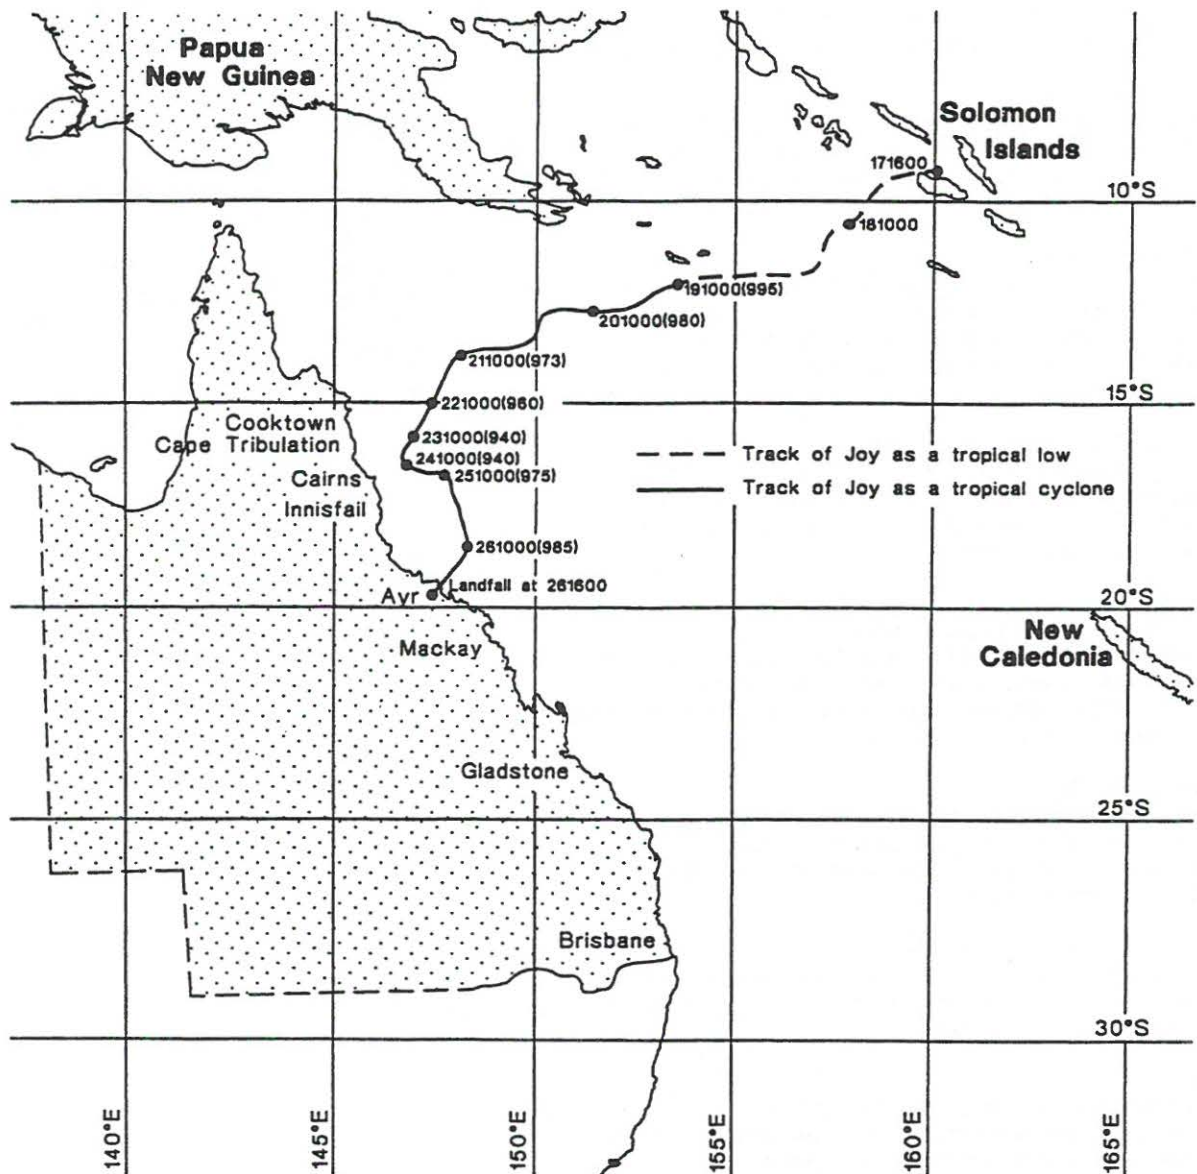 Papua
New Guinea
Solomon
Islands
171600
10°S
181000
191000(995)
201000(980)
211000(973)
221000(960)
15°S
Cooktown
Cape Tribulation
231000(940)
241000(940)
251000(975)
Cairns
Innisfail
Track of Joy as a tropical low
Track of Joy as a tropical cyclone
261000(985)
Landfall at 261600
Ayr
20°S
New
Caledonia
Mackay
Gladstone
25°S
Brisbane
30°S
140°E
145°E
150°E
155°E
160°E
165°E